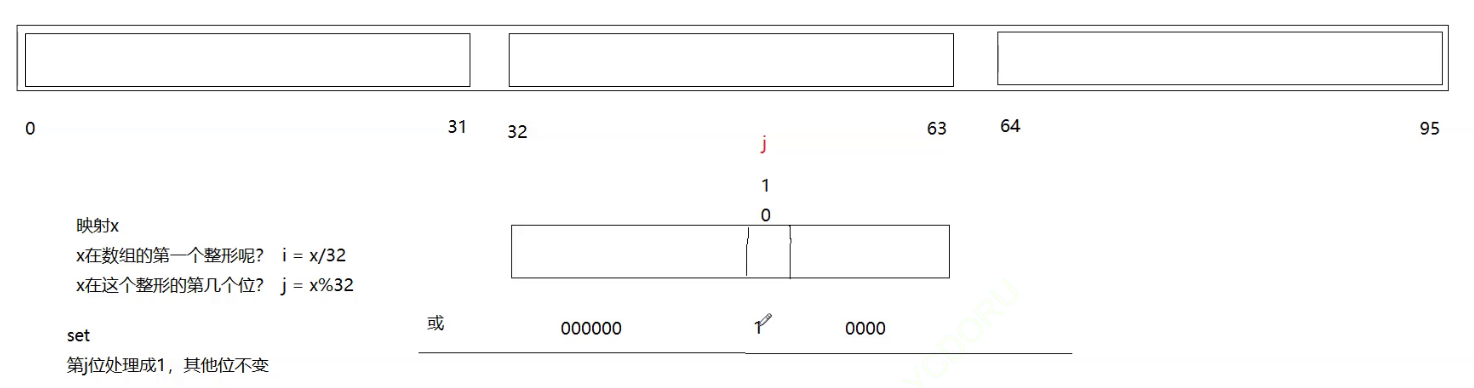 0 31 32 63 64 95
j
1
0
映射x
x在数组的第一个整形呢? i = x/32
x在这个整形的第几个位? j = x%32
set
第j位处理成1，其他位不变
或 000000 1 0000
YCDORU